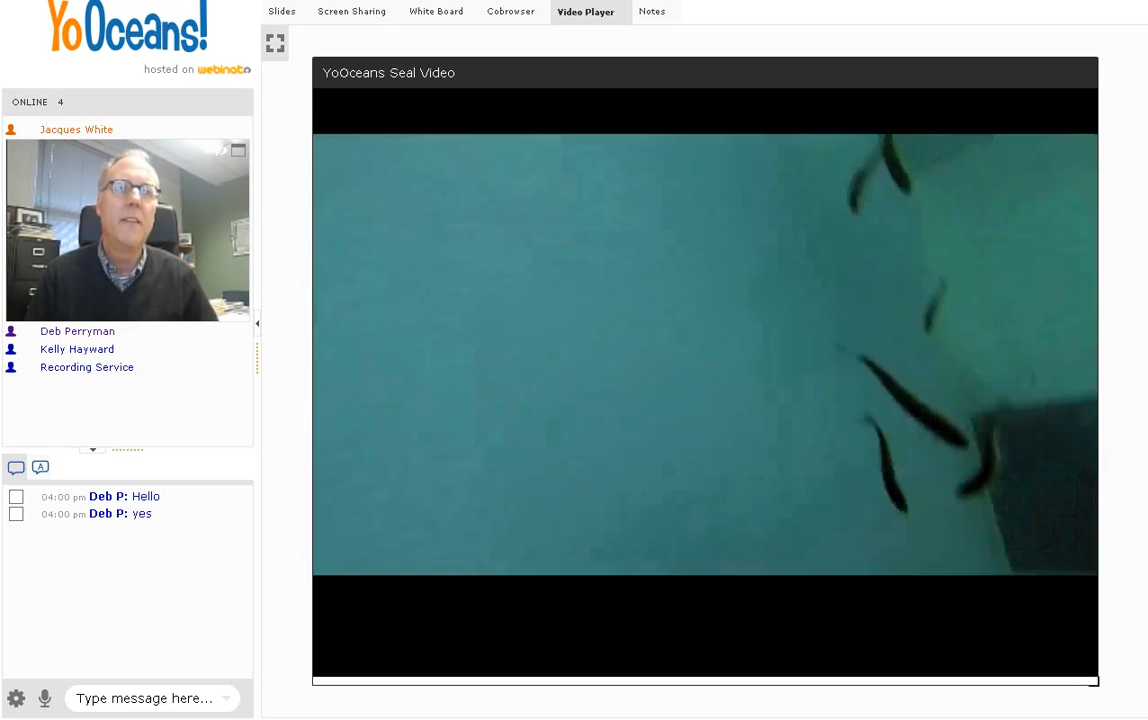 YoOceans!
hosted on webinato
ONLINE 4
Jacques White
Deb Perryman
Kelly Hayward
Recording Service
A
04:00 pm Deb P: Hello
04:00 pm Deb P: yes
Type message here...
Slides Screen Sharing White Board Cobrowser Video Player Notes
YoOceans Seal Video